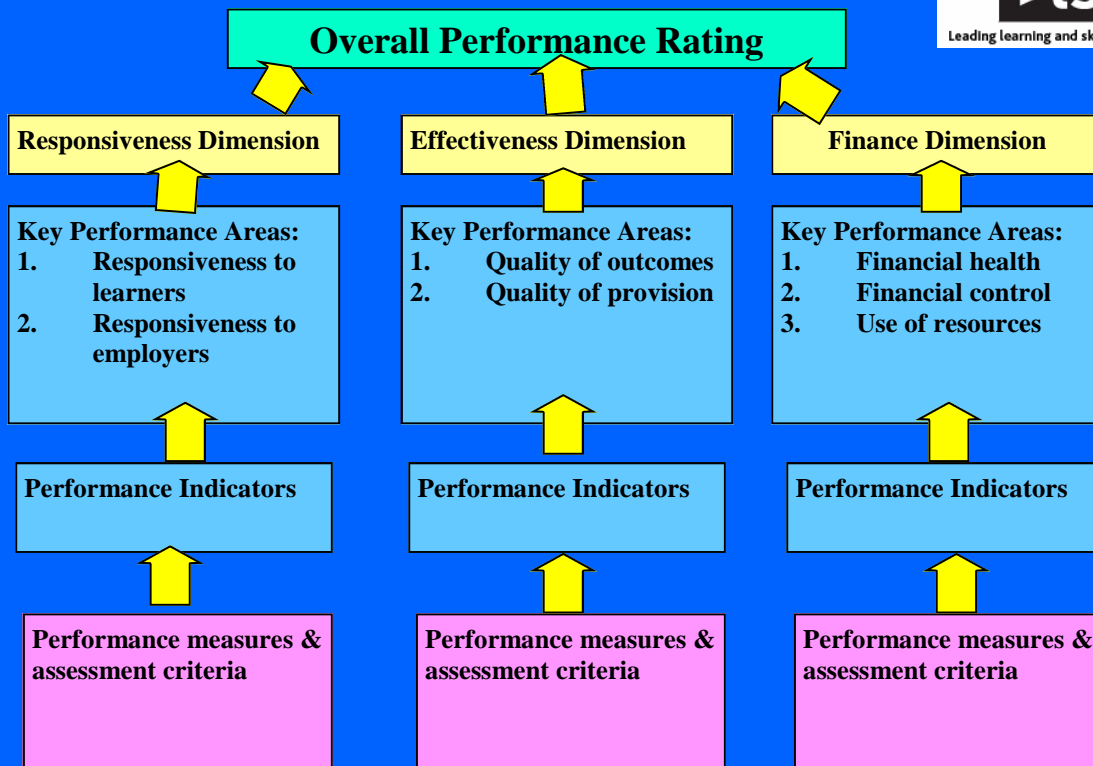 Leading learning and
Overall Performance Rating
Responsiveness Dimension
Key Performance Areas:
1. Responsiveness to
learners
2. Responsiveness to
employers
Performance Indicators
Performance measures &
assessment criteria
Effectiveness Dimension
Key Performance Areas:
1. Quality of outcomes
2. Quality of provision
Performance Indicators
Performance measures &
assessment criteria
Finance Dimension
Key Performance Areas:
1. Financial health
2. Financial control
3. Use of resources
Performance Indicators
Performance measures &
assessment criteria